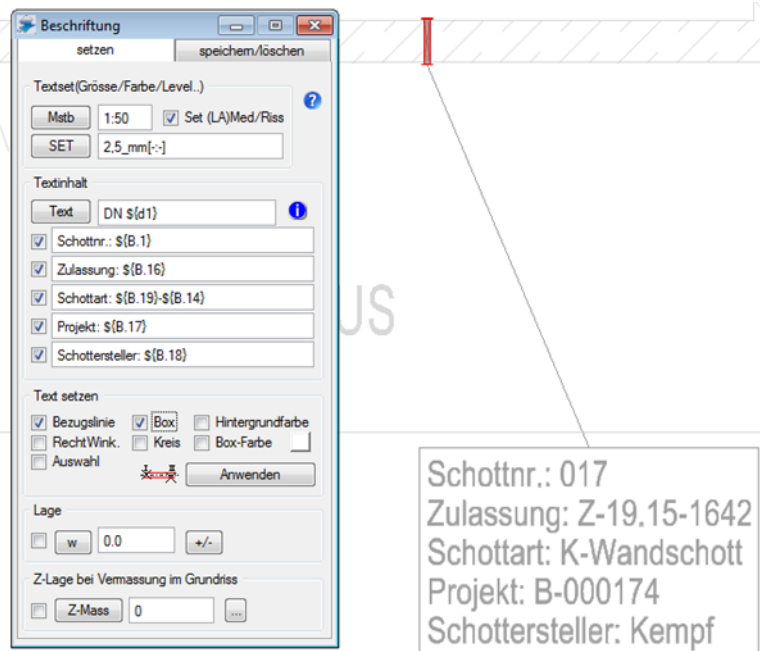 Beschriftung
setzen
speichern/löschen
Textset(Grösse/Farbe/Level..)
Mstb 1:50 Set (LA)Med/Riss
SET 2,5_mm[-:-]
Textinhalt
Text DN ${d1}
Schottnr.: ${B.1}
Zulassung: ${B.16}
Schottart: ${B.19}-${B.14}
Projekt: ${B.17}
Schottersteller: ${B.18}
Text setzen
Bezugslinie Box Hintergrundfarbe
RechtWink. Kreis Box-Farbe
Auswahl
Anwenden
Lage
w 0.0 +/-
Z-Lage bei Vermassung im Grundriss
Z-Mass 0 ...
US
Schottnr.: 017
Zulassung: Z-19.15-1642
Schottart: K-Wandschott
Projekt: B-000174
Schottersteller: Kempf